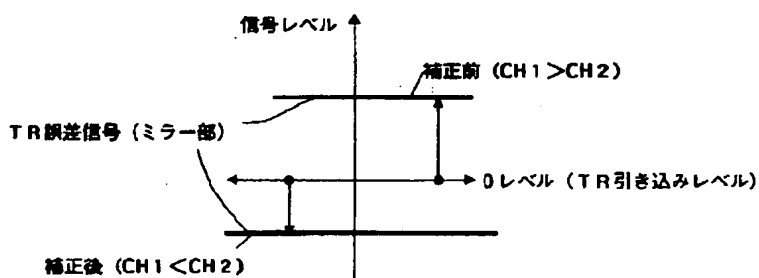 信号レベル
補正前（CH1＞CH2）
TR誤差信号（ミラー部）
0レベル（TR引き込みレベル）
補正後（CH1＜CH2）